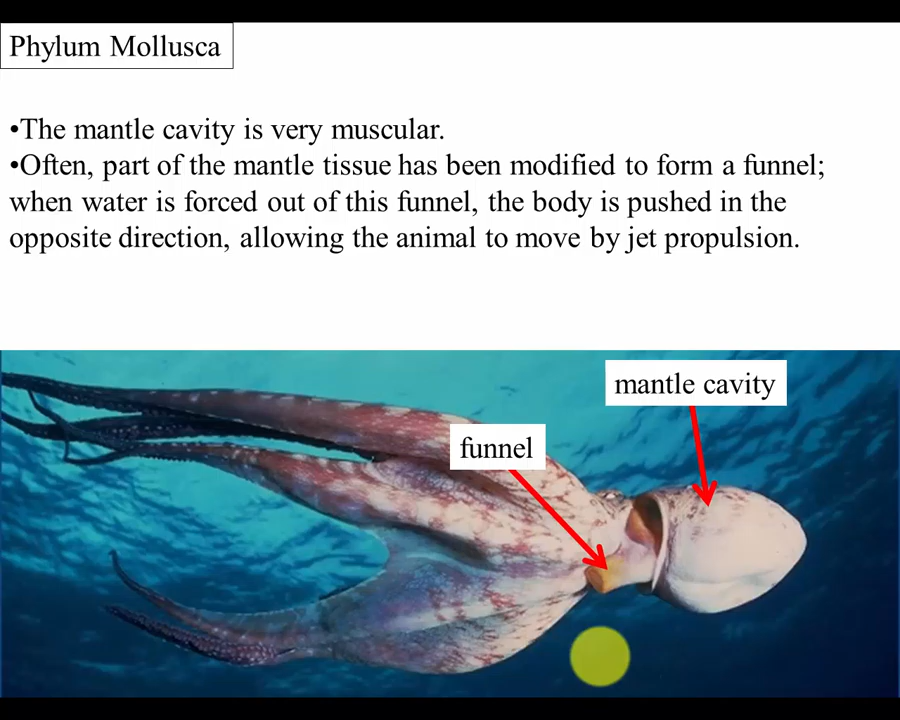 Phylum Mollusca
•The mantle cavity is very muscular.
•Often, part of the mantle tissue has been modified to form a funnel;
when water is forced out of this funnel, the body is pushed in the
opposite direction, allowing the animal to move by jet propulsion.
mantle cavity
funnel